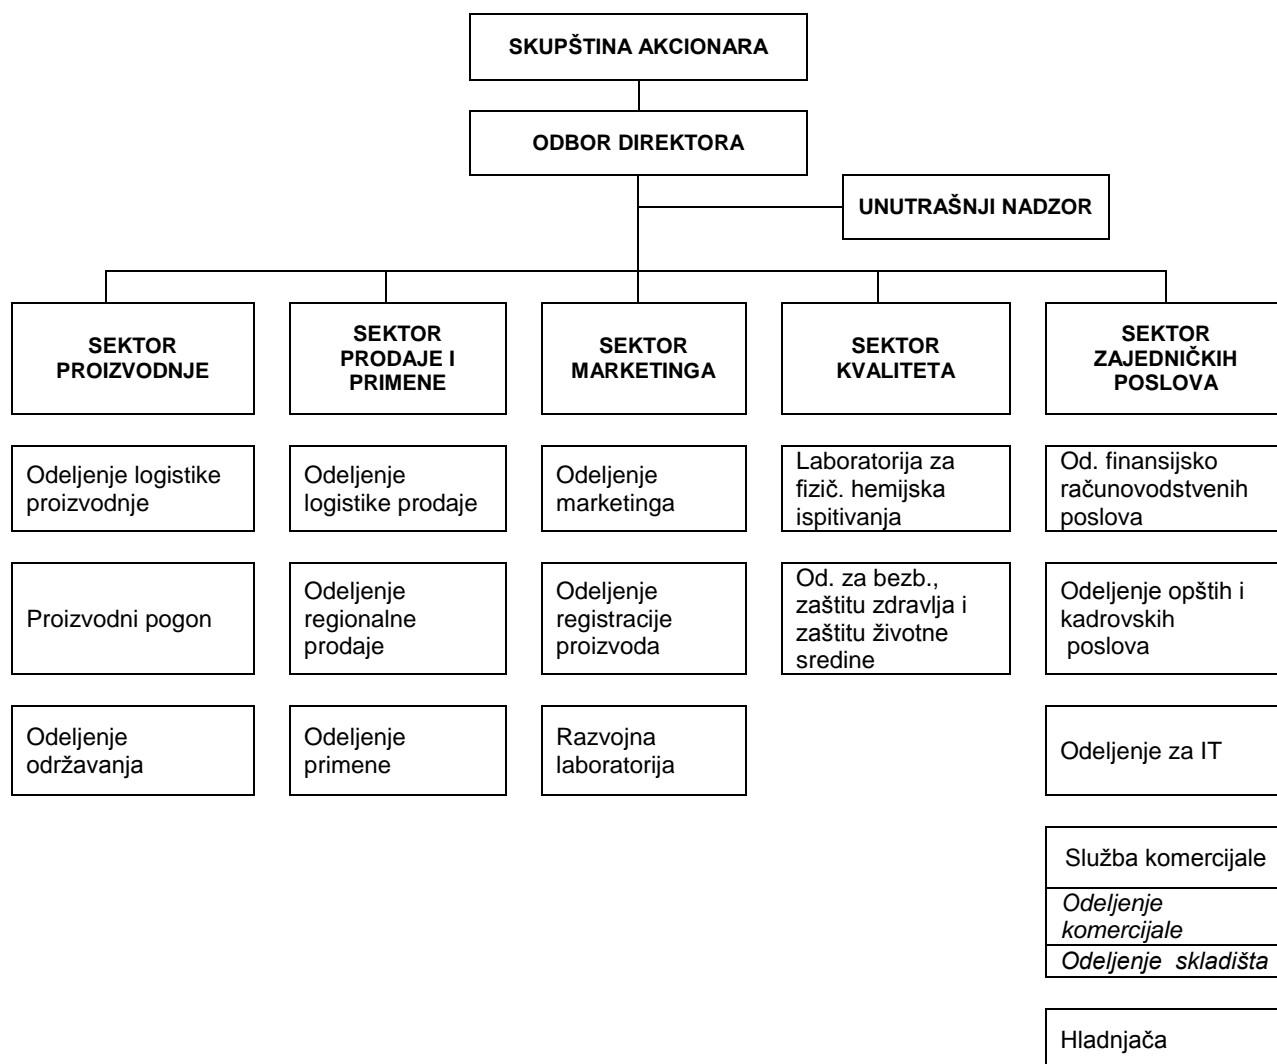 SKUPŠTINA AKCIONARA
ODBOR DIREKTORA
UNUTRAŠNJI NADZOR
SEKTOR
PROIZVODNJE
SEKTOR
PRODAJE I
PRIMENE
SEKTOR
MARKETINGA
SEKTOR
KVALITETA
SEKTOR
ZAJEDNIČKIH
POSLOVA
Odeljenje logistike
proizvodnje
Odeljenje
logistike prodaje
Odeljenje
marketinga
Laboratorija za
fizič. hemijska
ispitivanja
Od. finansijsko
računovodstvenih
poslova
Proizvodni pogon
Odeljenje
regionalne
prodaje
Odeljenje
registracije
proizvoda
Od. za bezb.,
zaštitu zdravlja i
zaštitu životne
sredine
Odeljenje opštih i
kadrovskih
poslova
Odeljenje
održavanja
Odeljenje
primene
Razvojna
laboratorija
Odeljenje za IT
Služba komercijale
Odeljenje
komercijale
Odeljenje skladišta
Hladnjača